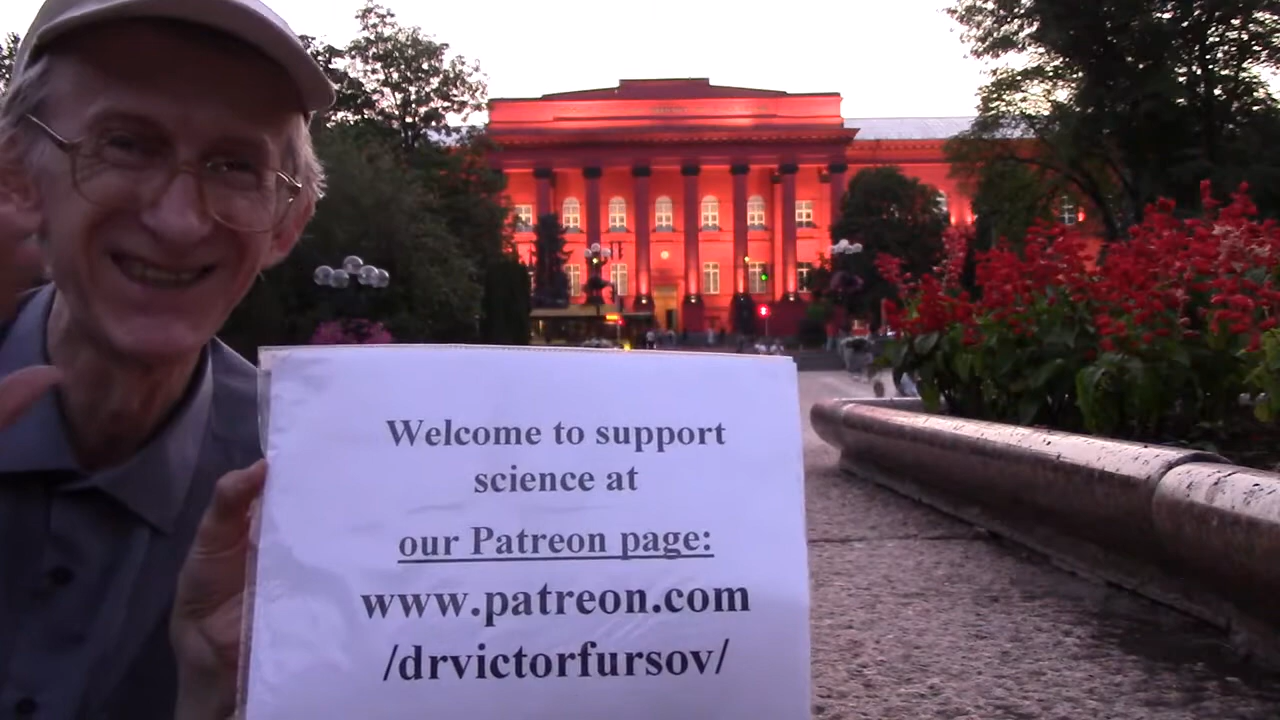 Welcome to support
science at
our Patreon page:
www.patreon.com
/drvictorfursov/